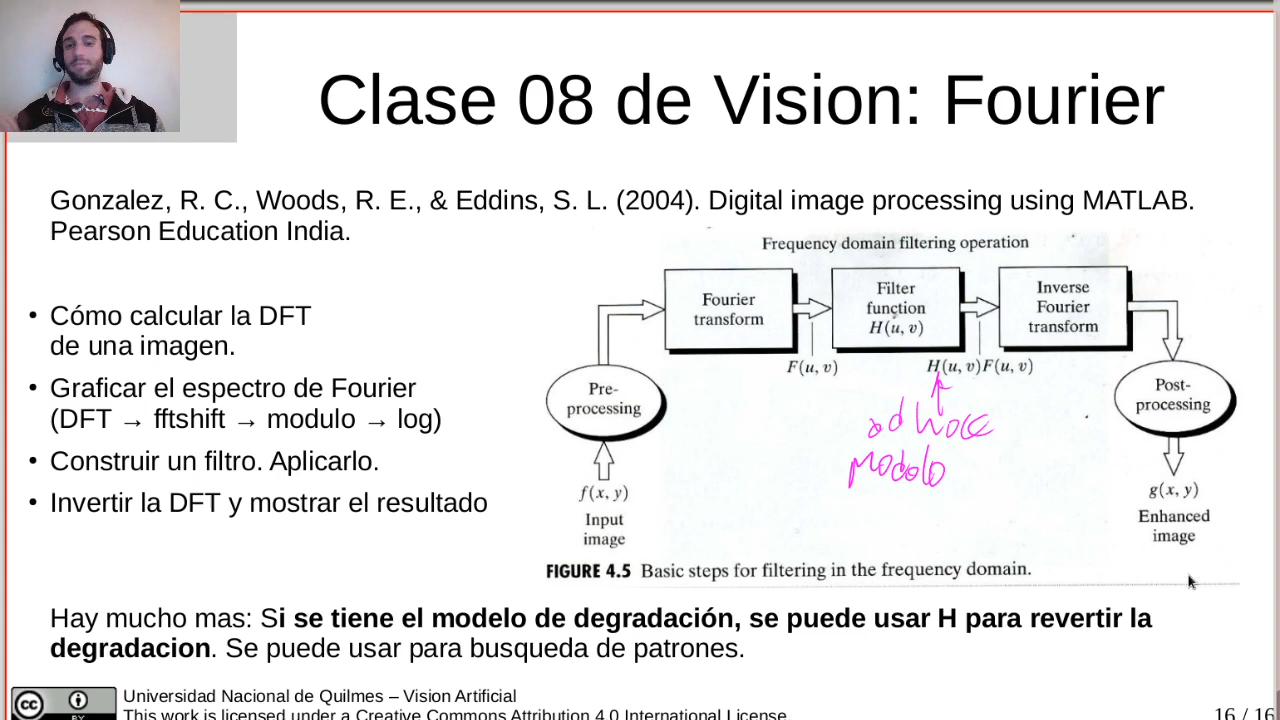 Clase 08 de Vision: Fourier
Gonzalez, R. C., Woods, R. E., & Eddins, S. L. (2004). Digital image processing using MATLAB.
Pearson Education India.
• Cómo calcular la DFT
de una imagen.
• Graficar el espectro de Fourier
(DFT → fftshift → modulo → log)
• Construir un filtro. Aplicarlo.
• Invertir la DFT y mostrar el resultado
Frequency domain filtering operation
Fourier
transform
Filter
function
H(u, v)
Inverse
Fourier
transform
F(u, v)
H(u, v)F(u, v)
Pre-
processing
Post-
processing
ad hoc
Modolo
f(x, y)
Input
image
g(x, y)
Enhanced
image
FIGURE 4.5 Basic steps for filtering in the frequency domain.
Hay mucho mas: Si se tiene el modelo de degradación, se puede usar H para revertir la
degradacion. Se puede usar para busqueda de patrones.
cc
BY
Universidad Nacional de Quilmes – Vision Artificial
This work is licensed under a Creative Commons Attribution 4.0 International License
16 / 16